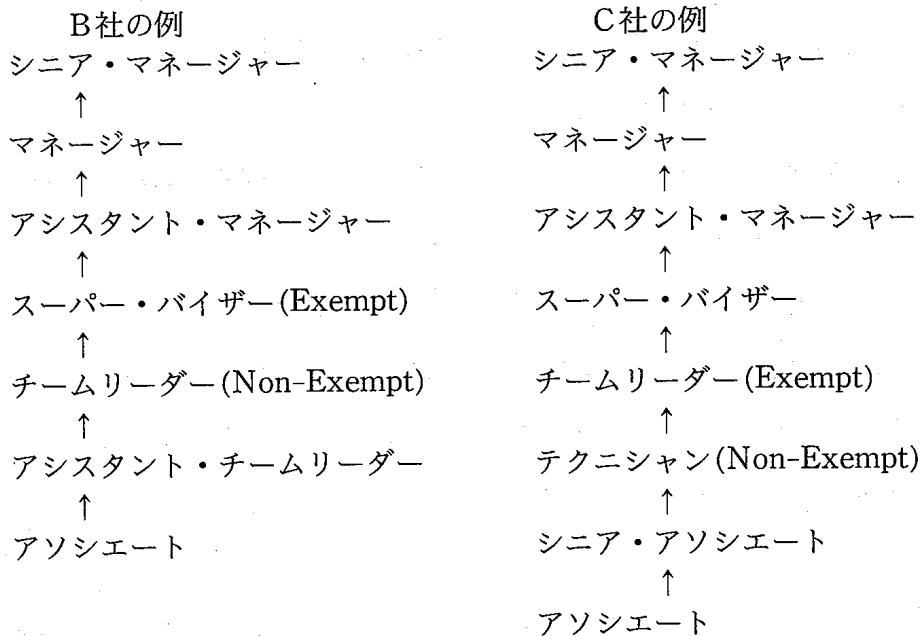 B社の例
シニア・マネージャー
↑
マネージャー
↑
アシスタント・マネージャー
↑
スーパー・バイザー(Exempt)
↑
チームリーダー(Non-Exempt)
↑
アシスタント・チームリーダー
↑
アソシエート
C社の例
シニア・マネージャー
↑
マネージャー
↑
アシスタント・マネージャー
↑
スーパー・バイザー
↑
チームリーダー(Exempt)
↑
テクニシャン(Non-Exempt)
↑
シニア・アソシエート
↑
アソシエート